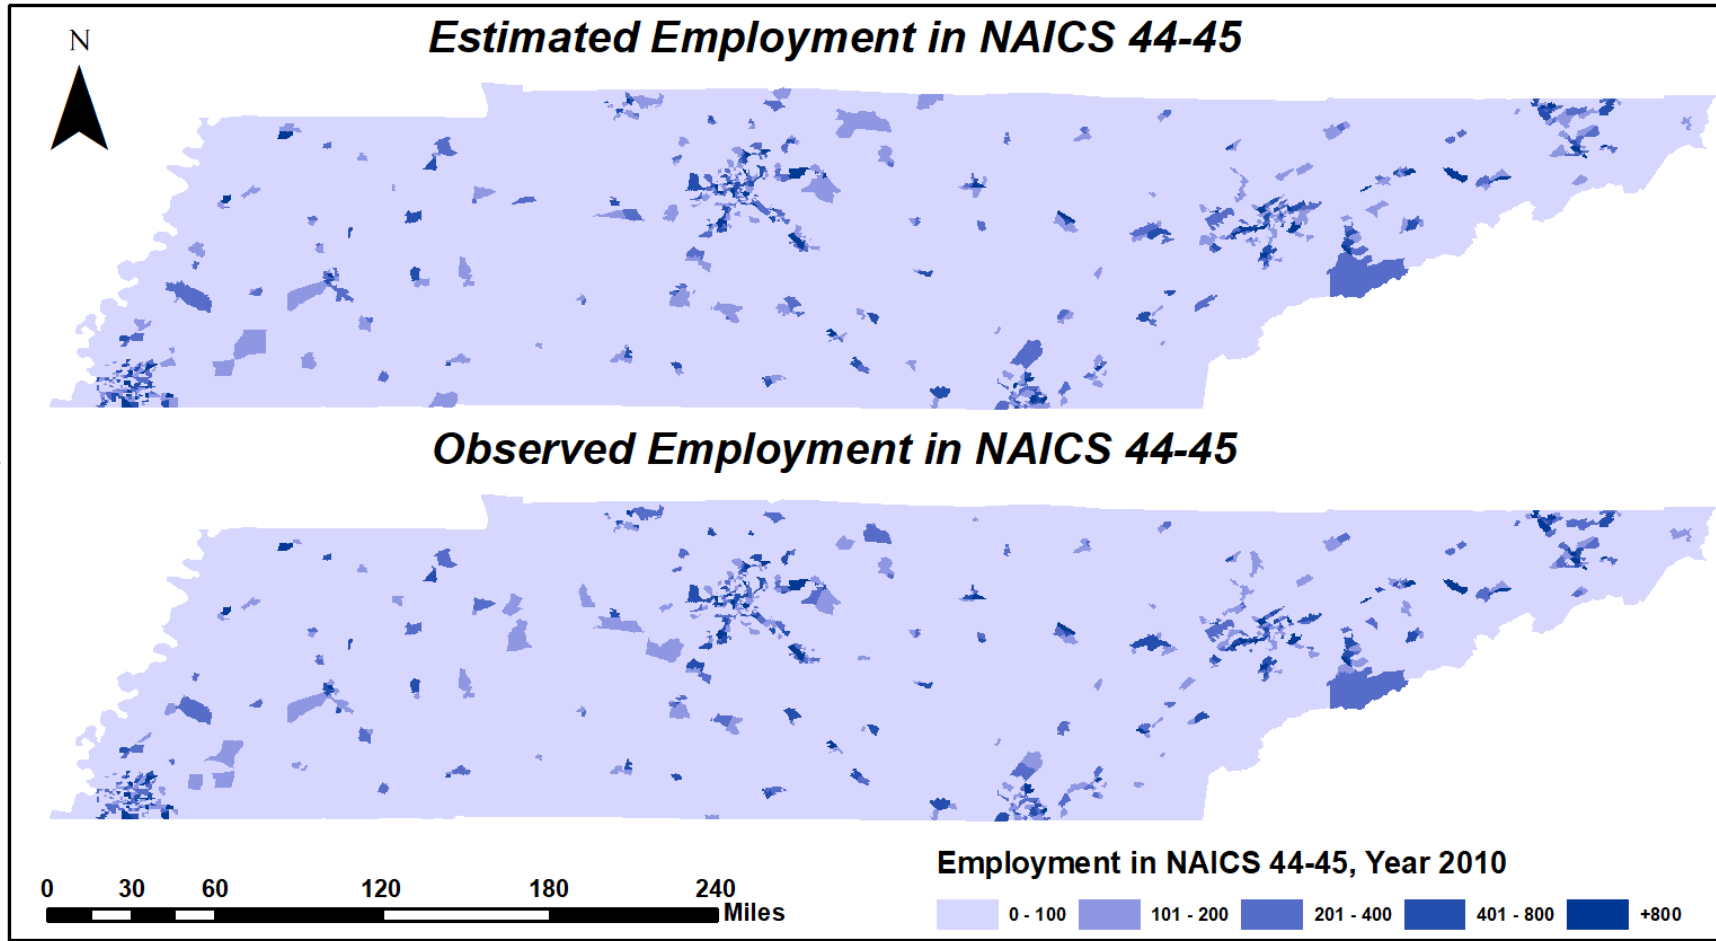 Estimated Employment in NAICS 44-45
N
Observed Employment in NAICS 44-45
Employment in NAICS 44-45, Year 2010
0 30 60 120 180 240
Miles
0 - 100 101 - 200 201 - 400 401 - 800 +800